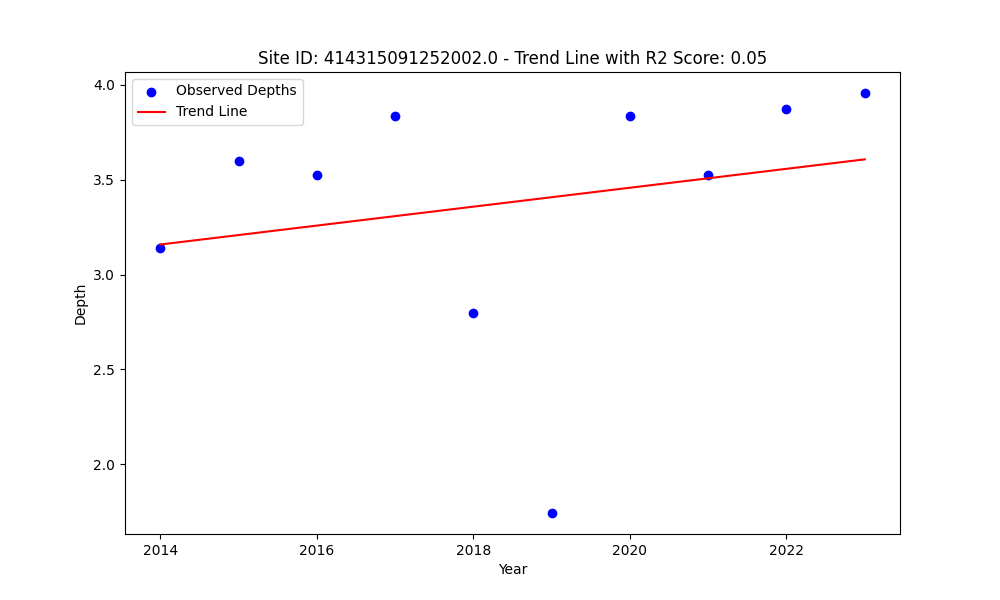 Site ID: 414315091252002.0 - Trend Line with R2 Score: 0.05
Observed Depths
Trend Line
4.0
3.5
3.0
2.5
2.0
Depth
2014
2016
2018
2020
2022
Year